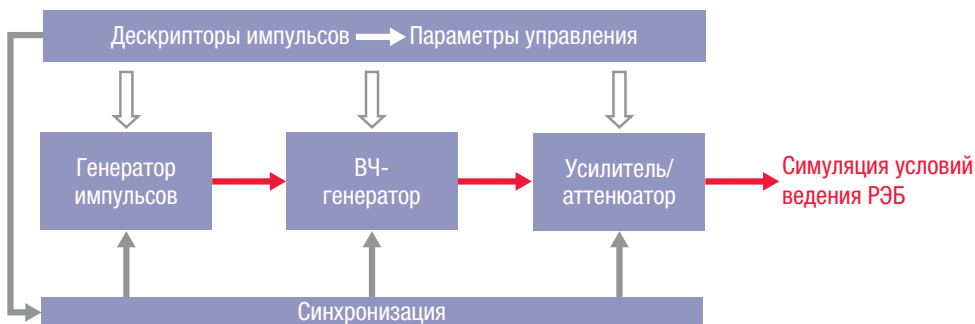 Дескрипторы импульсов Параметры управления
Генератор
импульсов
ВЧ-
генератор
Усилитель/
аттенюатор
Симуляция условий
ведения РЭБ
Синхронизация